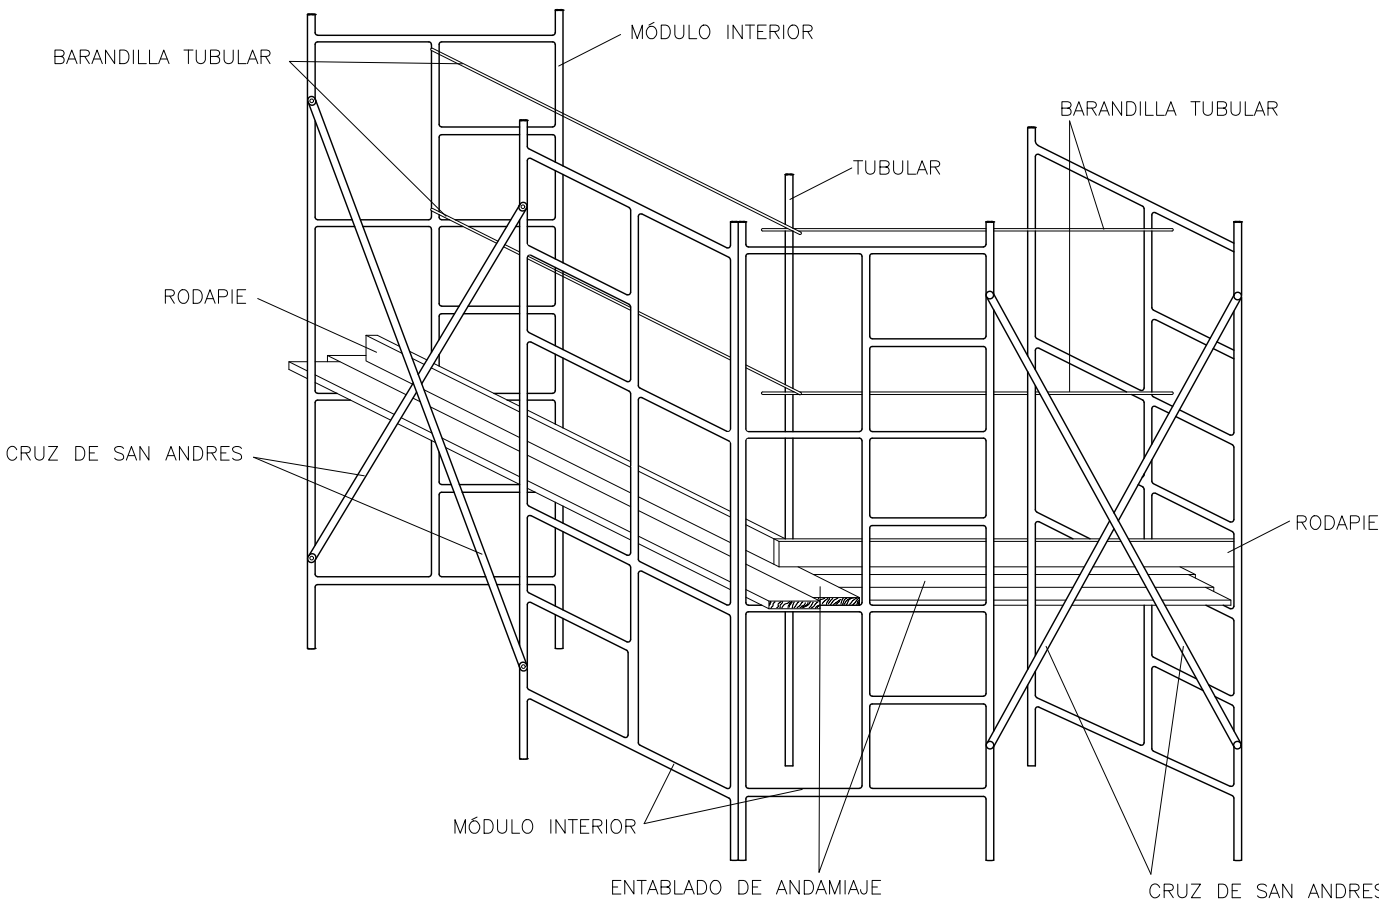 MÓDULO INTERIOR
BARANDILLA TUBULAR
BARANDILLA TUBULAR
TUBULAR
RODAPIE
CRUZ DE SAN ANDRES
RODAPIE
MÓDULO INTERIOR
ENTABLADO DE ANDAMIAJE
CRUZ DE SAN ANDRES